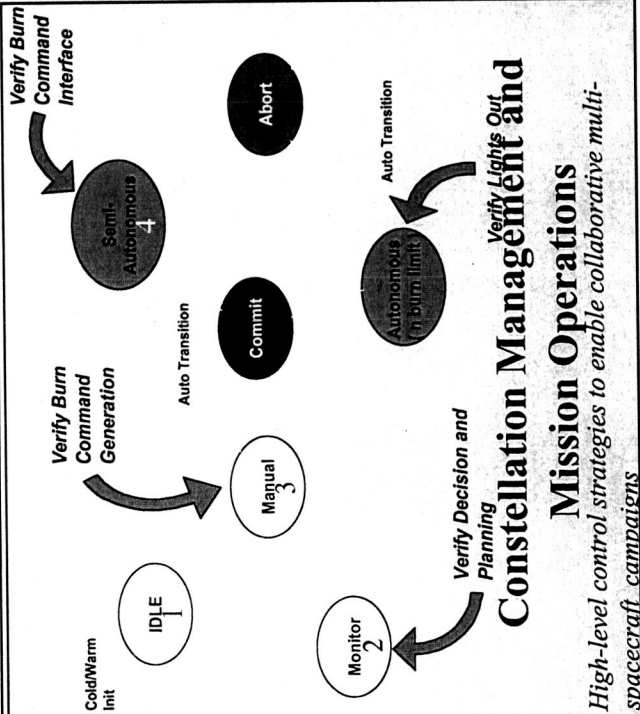 Verify Burn
Command
Interface
Semi-
Autonomous
4
Abort
Verify Burn
Command
Generation
Auto Transition
Commit
Auto Transition
Manual
3
Cold/Warm
Init
IDLE
1
Autonomous
( n burn limit )
Verify Lights Out
Verify Decision and
Planning
Monitor
2
Constellation Management and
Mission Operations
High-level control strategies to enable collaborative multi-
spacecraft campaigns